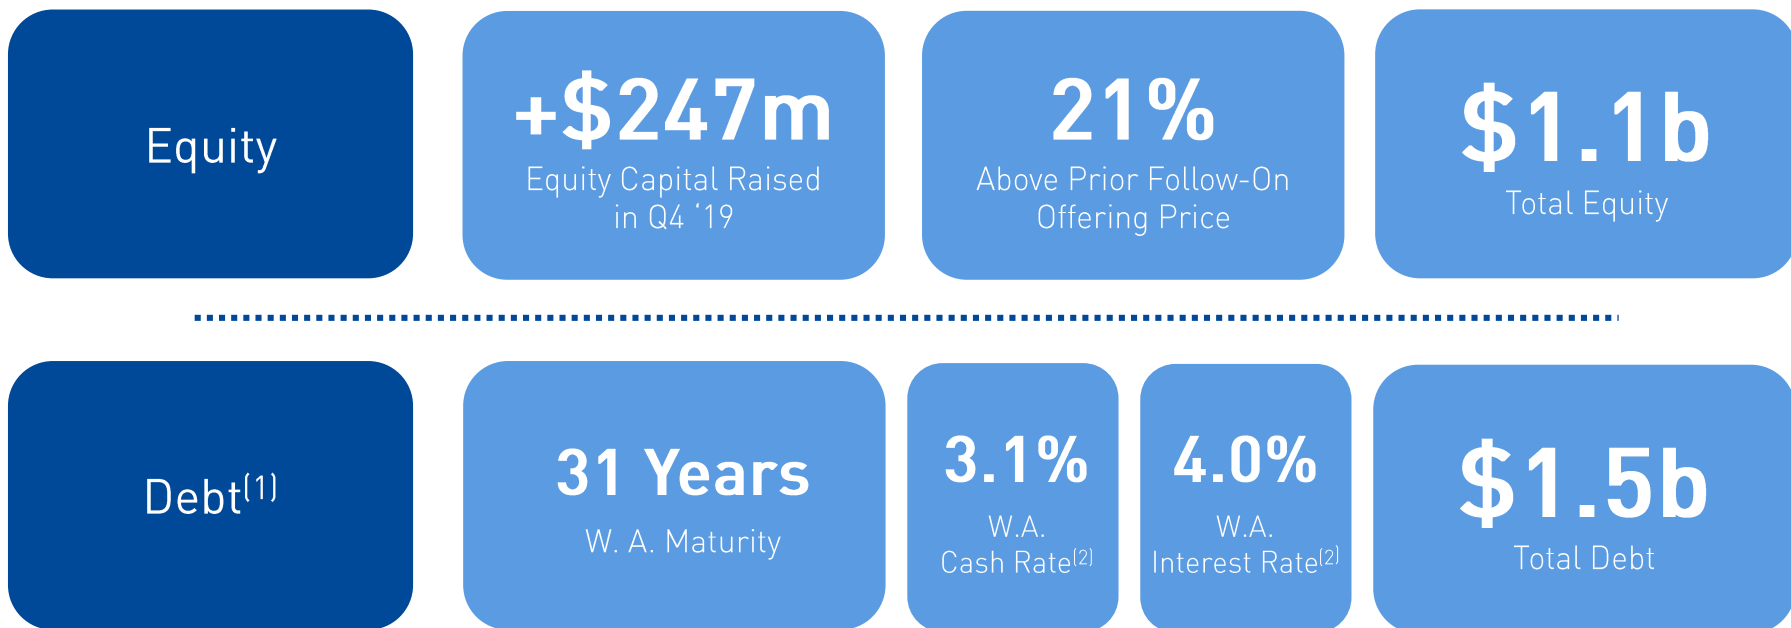 Equity
+$247m
Equity Capital Raised
in Q4 ‘19
21%
Above Prior Follow-On
Offering Price
$1.1b
Total Equity
Debt(1)
31 Years
W. A. Maturity
3.1%
W.A.
Cash Rate(2)
4.0%
W.A.
Interest Rate(2)
$1.5b
Total Debt